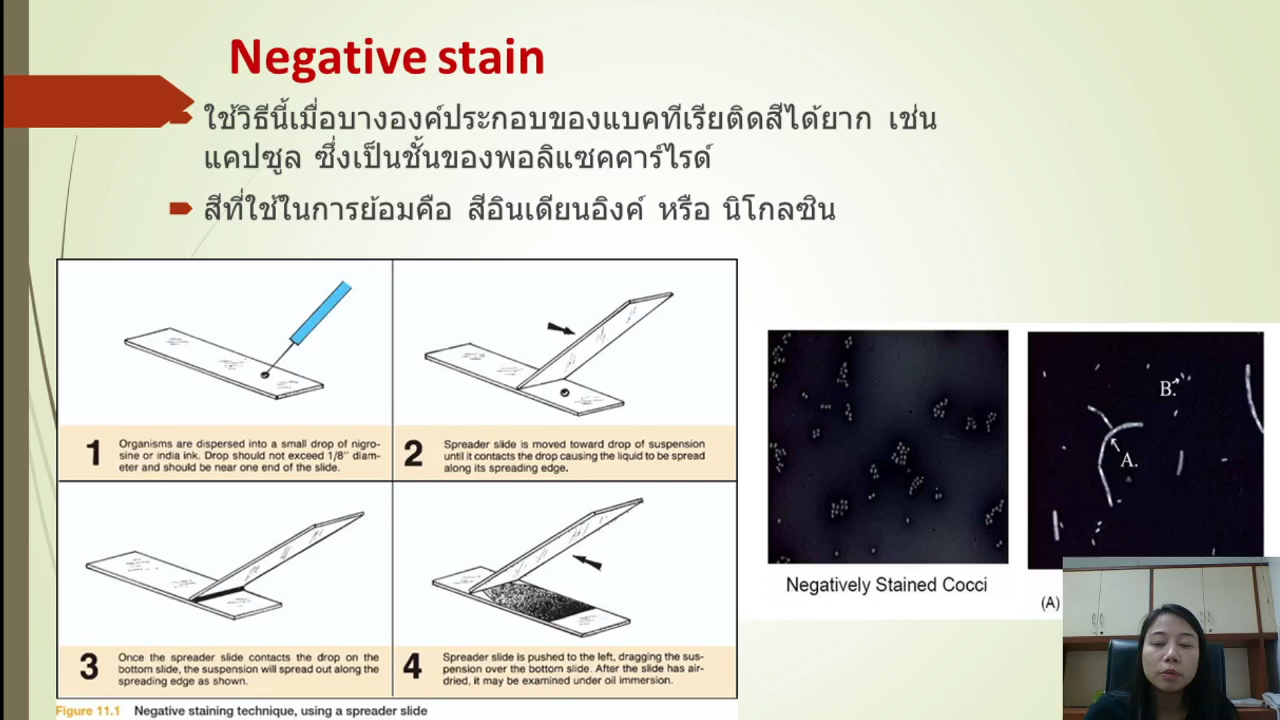 Negative stain
ใช้วิธีนี้เมื่อบางองค์ประกอบของแบคทีเรียติดสีได้ยาก เช่น
แคปซูล ซึ่งเป็นชั้นของพอลิแซคคาร์ไรด์
สีที่ใช้ในการย้อมคือ สีอินเดียนอิงค์ หรือ นิโกลซิน
1
Organisms are dispersed into a small drop of nigro-
sine or india ink. Drop should not exceed 1/8" diam-
eter and should be near one end of the slide.
2
Spreader slide is moved toward drop of suspension
until it contacts the drop causing the liquid to be spread
along its spreading edge.
3
Once the spreader slide contacts the drop on the
bottom slide, the suspension will spread out along the
spreading edge as shown.
4
Spreader slide is pushed to the left, dragging the sus-
pension over the bottom slide. After the slide has air-
dried, it may be examined under oil immersion.
Figure 11.1 Negative staining technique, using a spreader slide
Negatively Stained Cocci
B.
A.
(A)